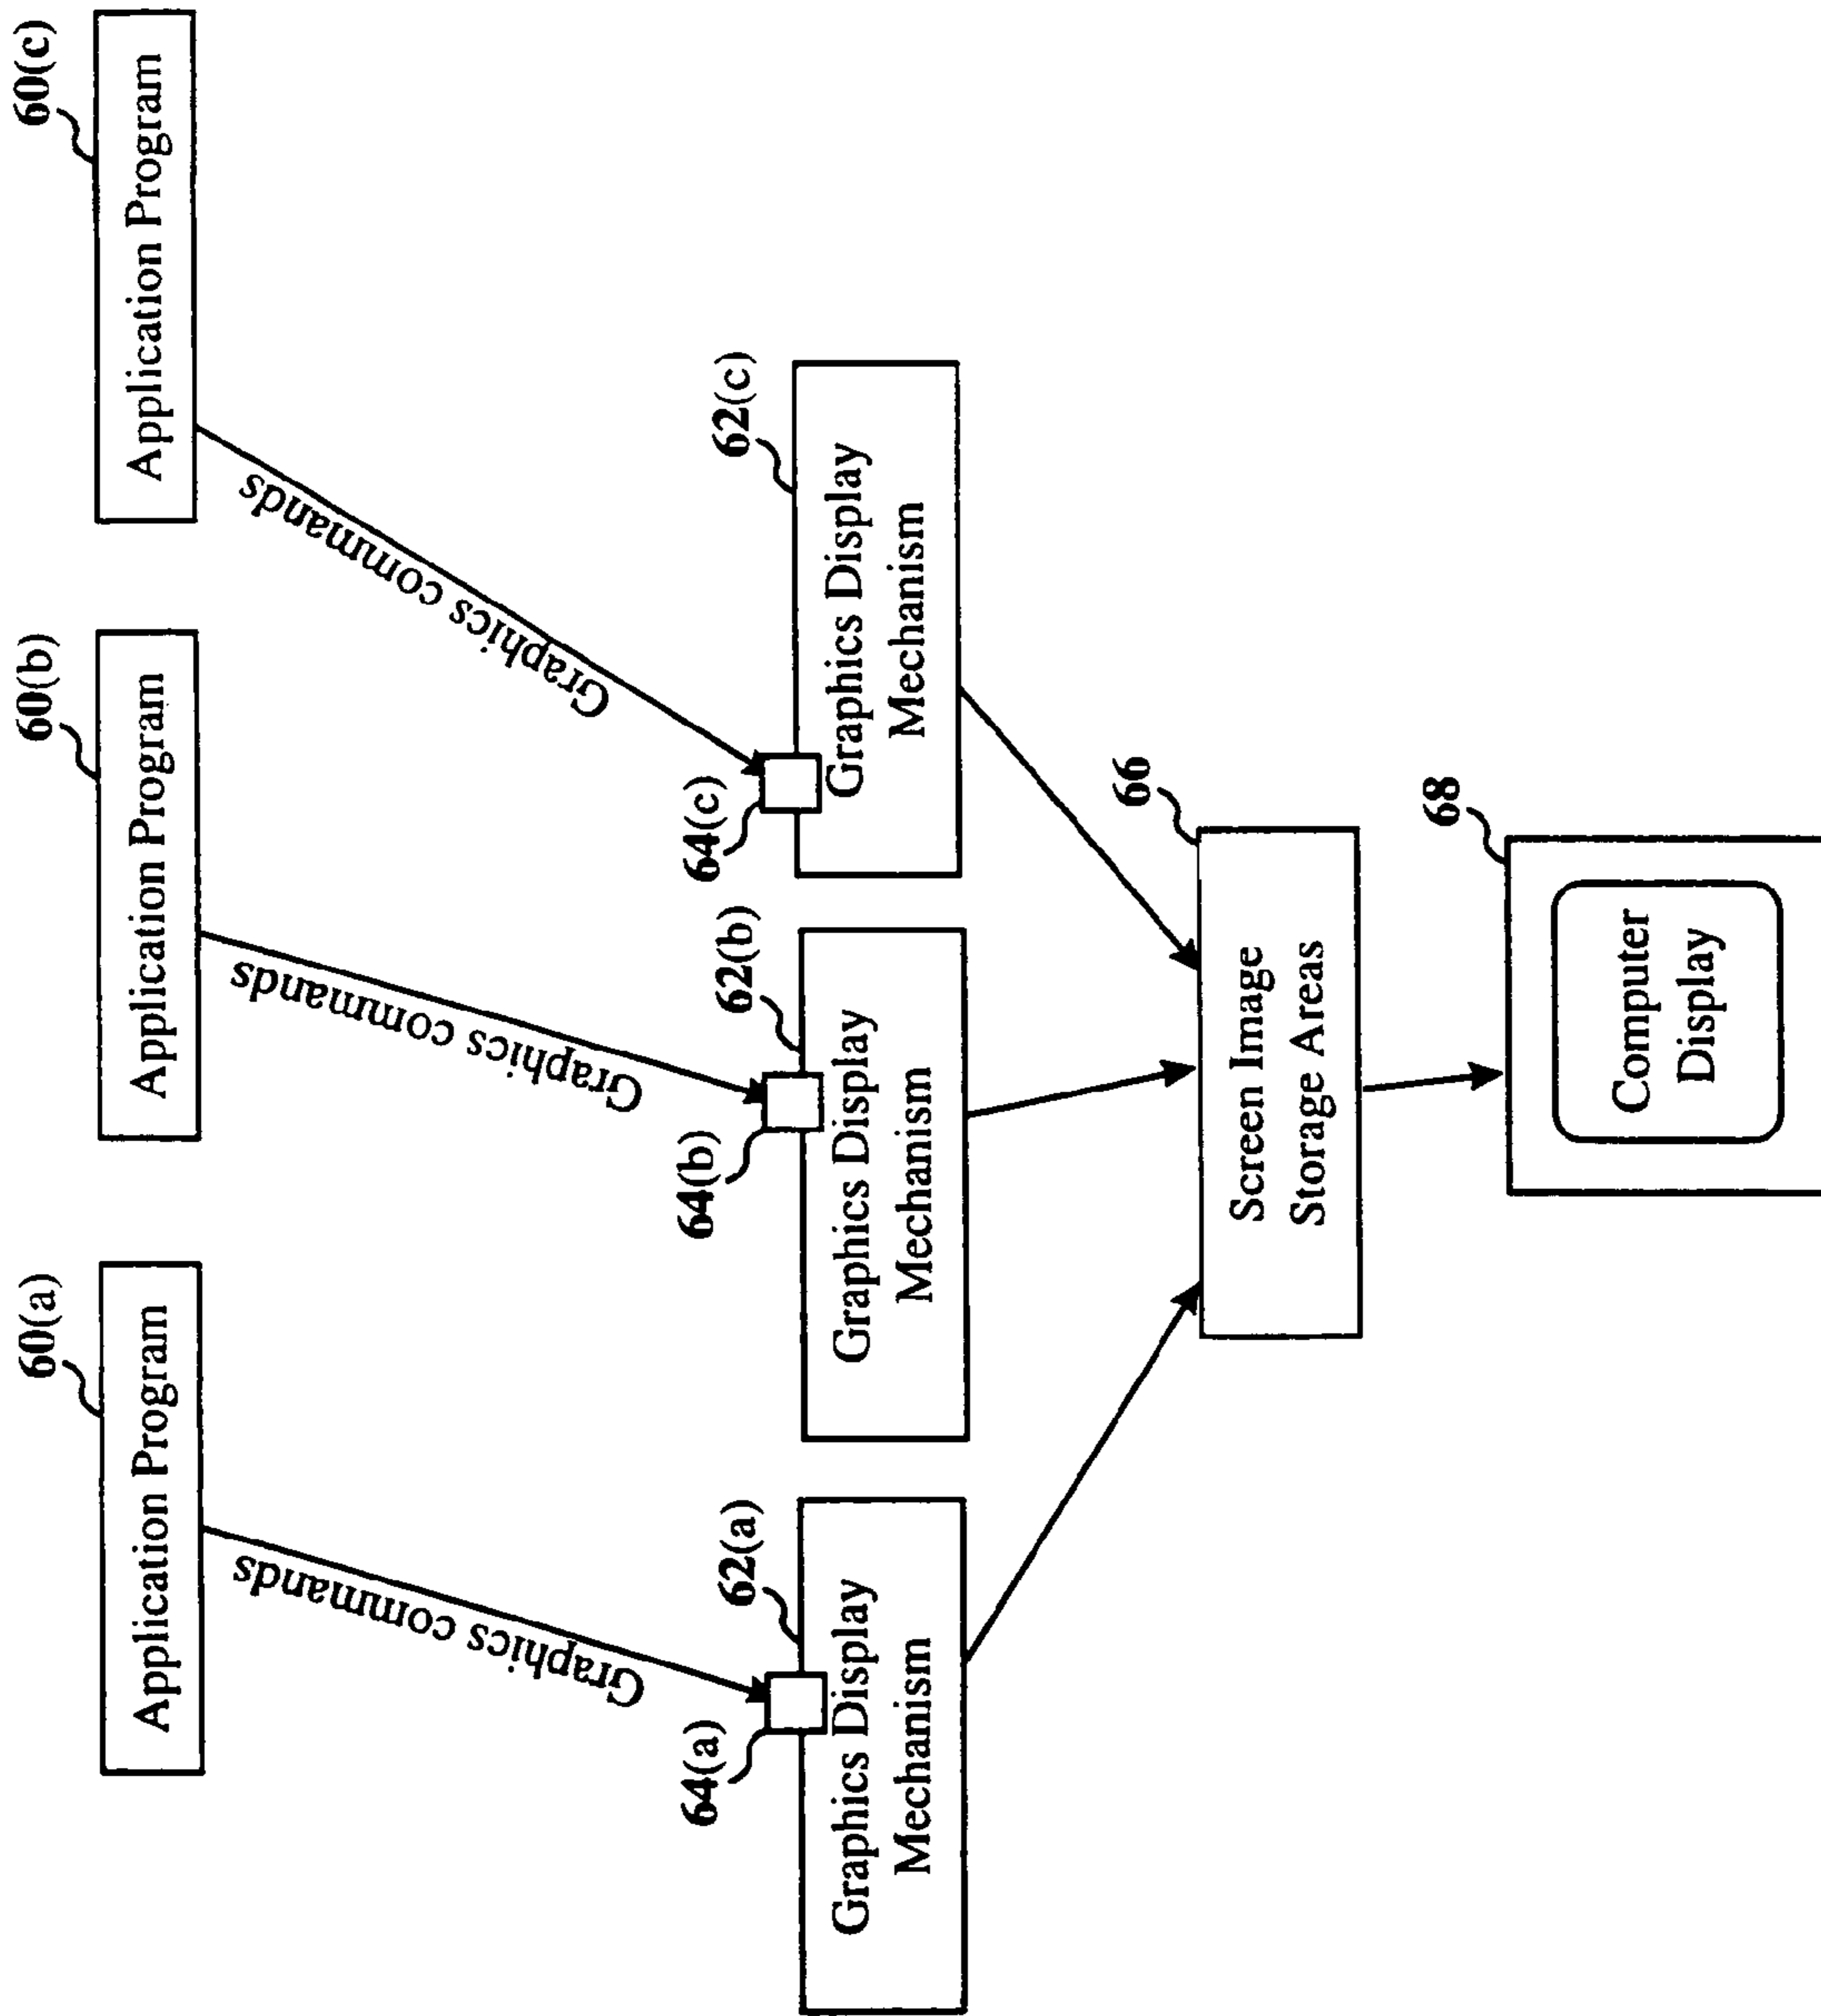 60(a)
60(b)
60(c)
Application Program
Application Program
Application Program
Graphics commands
Graphics commands
Graphics commands
64(a)
62(a)
64(b)
62(b)
64(c)
62(c)
Graphics Display
Mechanism
Graphics Display
Mechanism
Graphics Display
Mechanism
66
Screen Image
Storage Areas
68
Computer
Display